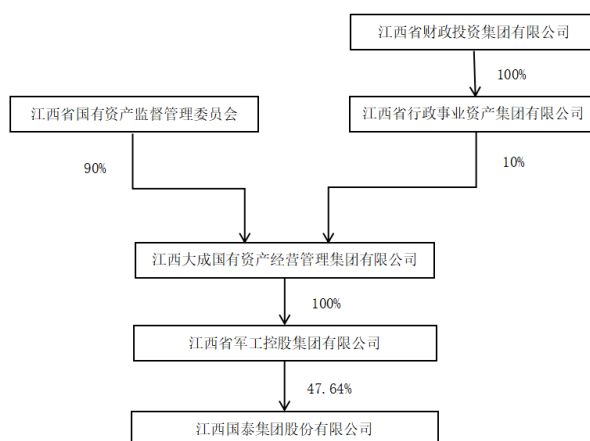 江西省财政投资集团有限公司
100%
江西省国有资产监督管理委员会
江西省行政事业资产集团有限公司
90%
10%
江西大成国有资产经营管理集团有限公司
100%
江西省军工控股集团有限公司
47.64%
江西国泰集团股份有限公司